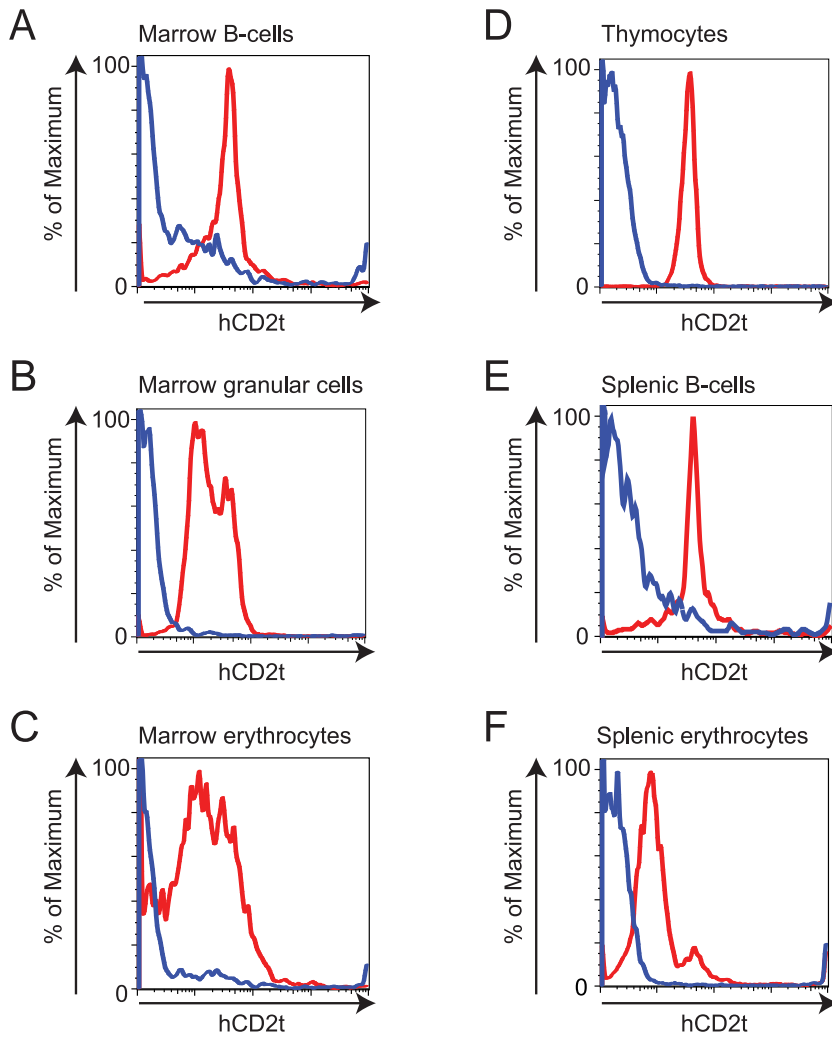 A
Marrow B-cells
100
% of Maximum
0
hCD2t
B
Marrow granular cells
100
% of Maximum
0
hCD2t
C
Marrow erythrocytes
100
% of Maximum
0
hCD2t
D
Thymocytes
100
% of Maximum
0
hCD2t
E
Splenic B-cells
100
% of Maximum
0
hCD2t
F
Splenic erythrocytes
100
% of Maximum
0
hCD2t